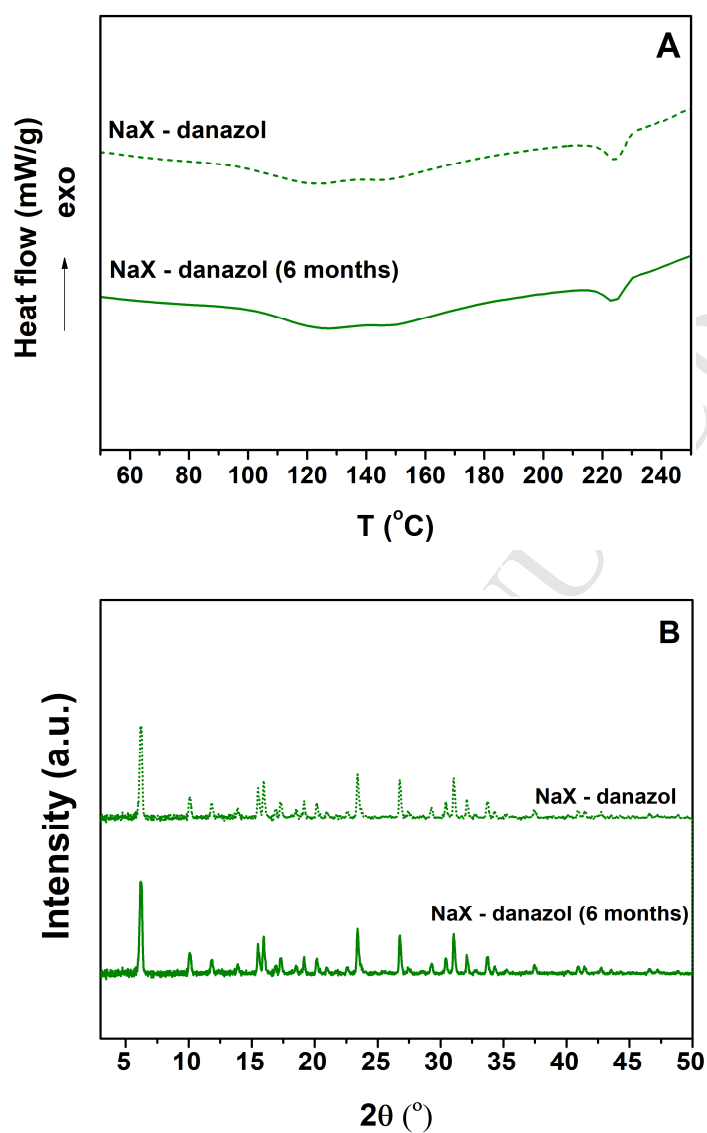 A
NaX - danazol
NaX - danazol (6 months)
Heat flow (mW/g)
exo
60 80 100 120 140 160 180 200 220 240
T (°C)
B
NaX - danazol
NaX - danazol (6 months)
Intensity (a.u.)
5 10 15 20 25 30 35 40 45 50
2θ (°)